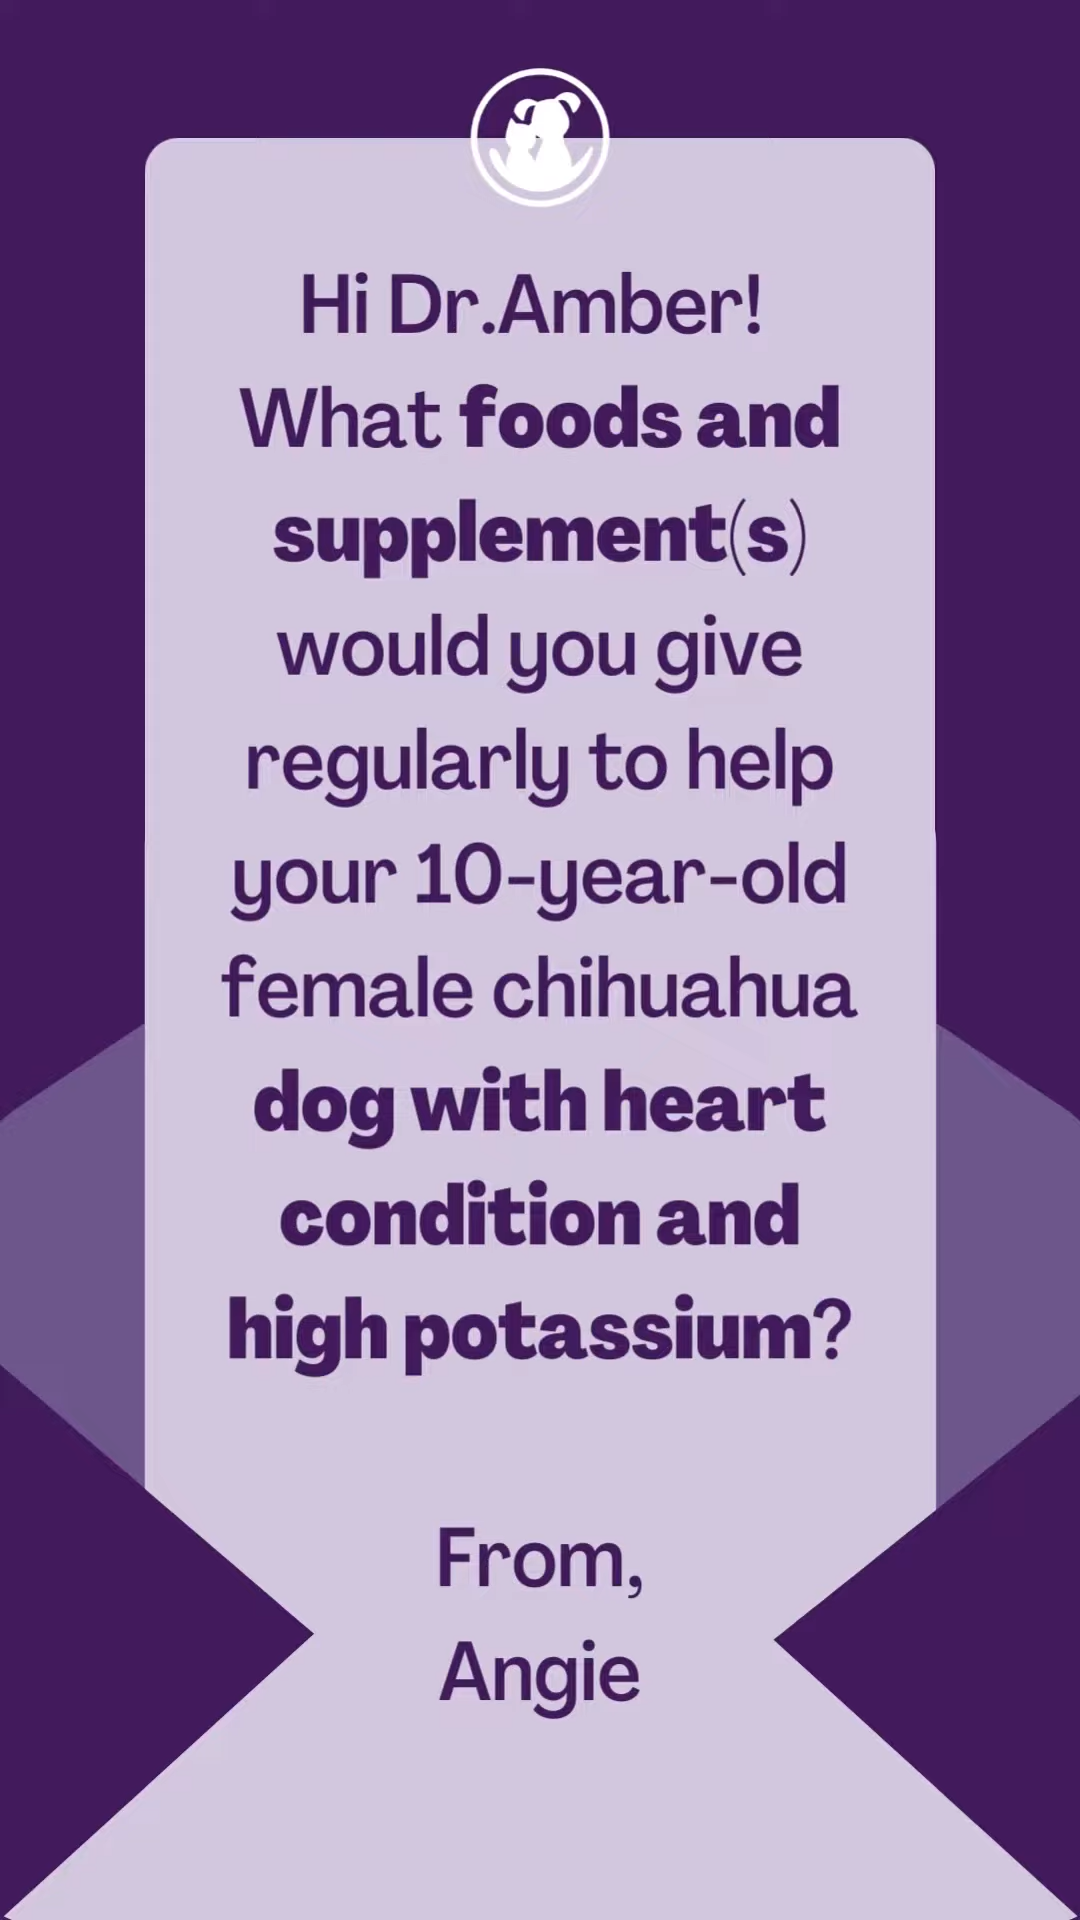 Hi Dr.Amber!
What foods and
supplement(s)
would you give
regularly to help
your 10-year-old
female chihuahua
dog with heart
condition and
high potassium?
From,
Angie